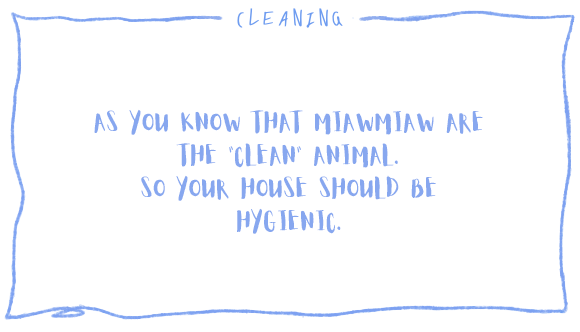 CLEANING
AS YOU KNOW THAT MIAWMIAW ARE
THE "CLEAN" ANIMAL.
SO YOUR HOUSE SHOULD BE
HYGIENIC.